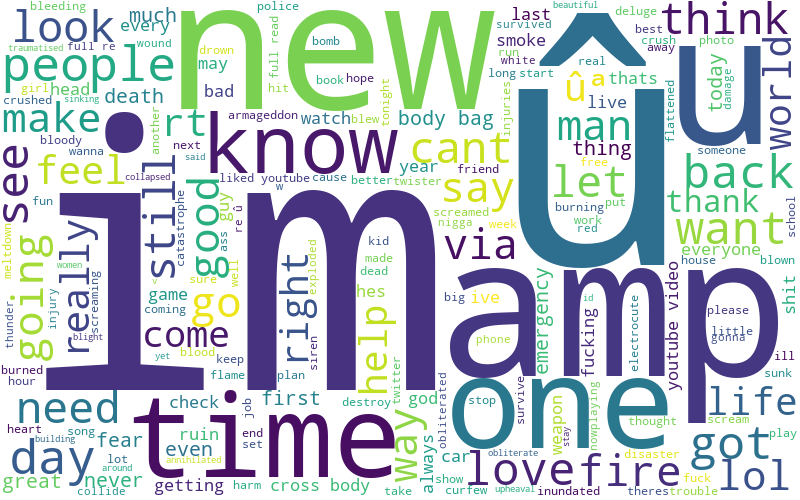 bleeding
much
police
last
think
beautiful
deluge
look
every
new
survived
best
photo
traumatised
full re
wound
drown
bomb
smoke
crush
away
people
may
full read
book
hope
run
white
real
girl
head
bad
hit
tonight
long
start
û
û
a
thats
today
damage
world
crushed
death
armageddon
live
u
make
another
rt
watch
blew
body bag
injuries
man
flattened
someone
sinking
bloody
next
know
year
cant
thing
wanna
said
friend
free
back
see
feel
collapsed
liked youtube
cause
better
twister
say
let
fun
still
good
guy
w
screamed
week
burning
put
thank
school
women
catastrophe
ass
re û
nigga
work
want
meltdown
going
really
screaming
i
v
well
right
exploded
kid
im
via
red
everyone
thunder
injury
game
sure
made
hes
amp
house
blown
blight
coming
go
dead
big
ive
emergency
id
please
shit
yet
come
siren
help
phone
fucking
electrocute
youtube video
little
gonna
burned
blood
keep
ill
hour
flame
plan
twitter
one
survive
life
sunk
need
time
check
first
destroy
way
god
obliterated
stop
weapon
nowplaying
thought
scream
play
heart
song
fear
ruin
job
always
stay
got
day
building
lot
even
end
set
car
love
fire
disaster
lol
great
never
around
annihilated
show
obliterate
fuck
collide
getting
harm
cross body
take
curfew
upheaval
inundated
theres
trouble